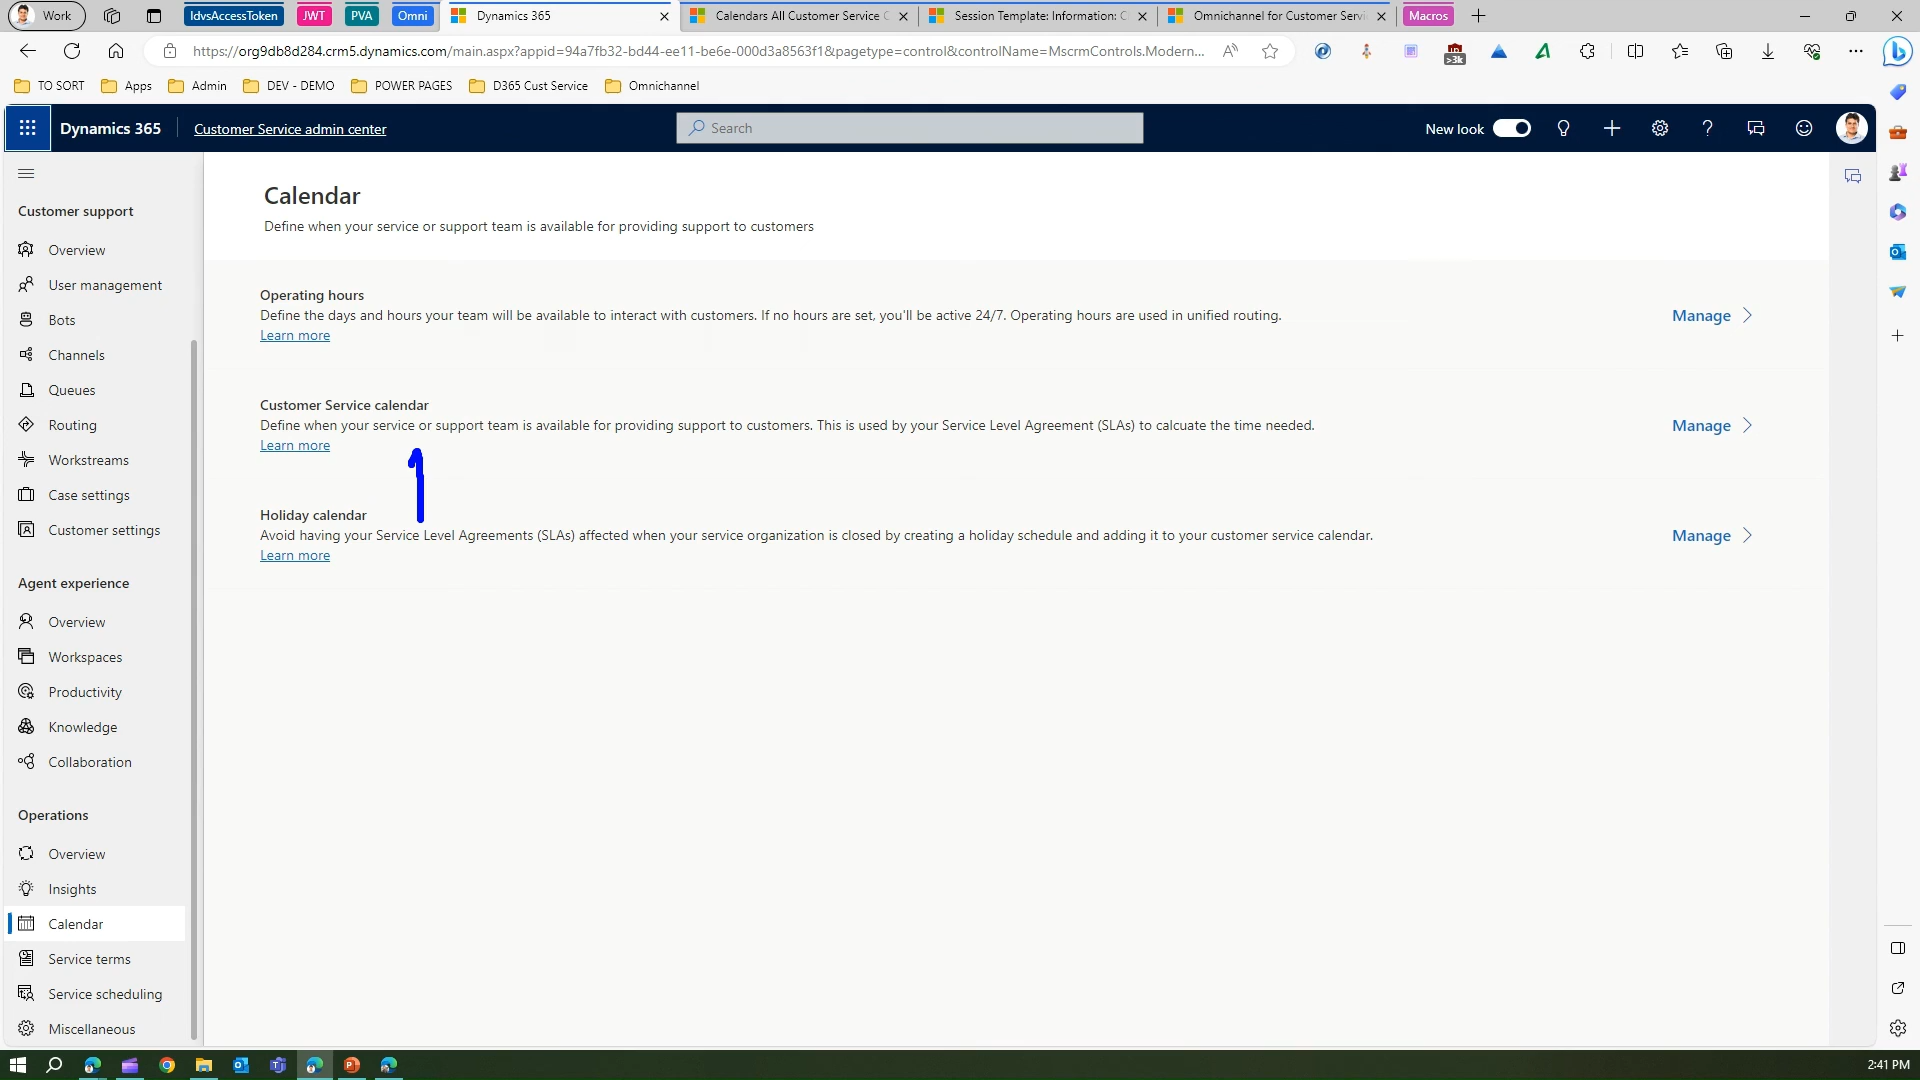 Work
IdvsAccessToken
JWT
PVA
Omni
Dynamics 365
Calendars All Customer Service C
Session Template: Information: C
Omnichannel for Customer Servi
Macros
https://org9db8d284.crm5.dynamics.com/main.aspx?appid=94a7fb32-bd44-ee11-be6e-000d3a8563f1&pagetype=control&controlName=MscrmControls.Modern...
>3k
TO SORT
Apps
Admin
DEV - DEMO
POWER PAGES
D365 Cust Service
Omnichannel
Dynamics 365
Customer Service admin center
Search
New look
Customer support
Overview
User management
Bots
Channels
Queues
Routing
Workstreams
Case settings
Customer settings
Agent experience
Overview
Workspaces
Productivity
Knowledge
Collaboration
Operations
Overview
Insights
Calendar
Service terms
Service scheduling
Miscellaneous
Calendar
Define when your service or support team is available for providing support to customers
Operating hours
Define the days and hours your team will be available to interact with customers. If no hours are set, you'll be active 24/7. Operating hours are used in unified routing.
Learn more
Manage
Customer Service calendar
Define when your service or support team is available for providing support to customers. This is used by your Service Level Agreement (SLAs) to calcuate the time needed.
Learn more
Manage
1
Holiday calendar
Avoid having your Service Level Agreements (SLAs) affected when your service organization is closed by creating a holiday schedule and adding it to your customer service calendar.
Learn more
Manage
2:41 PM